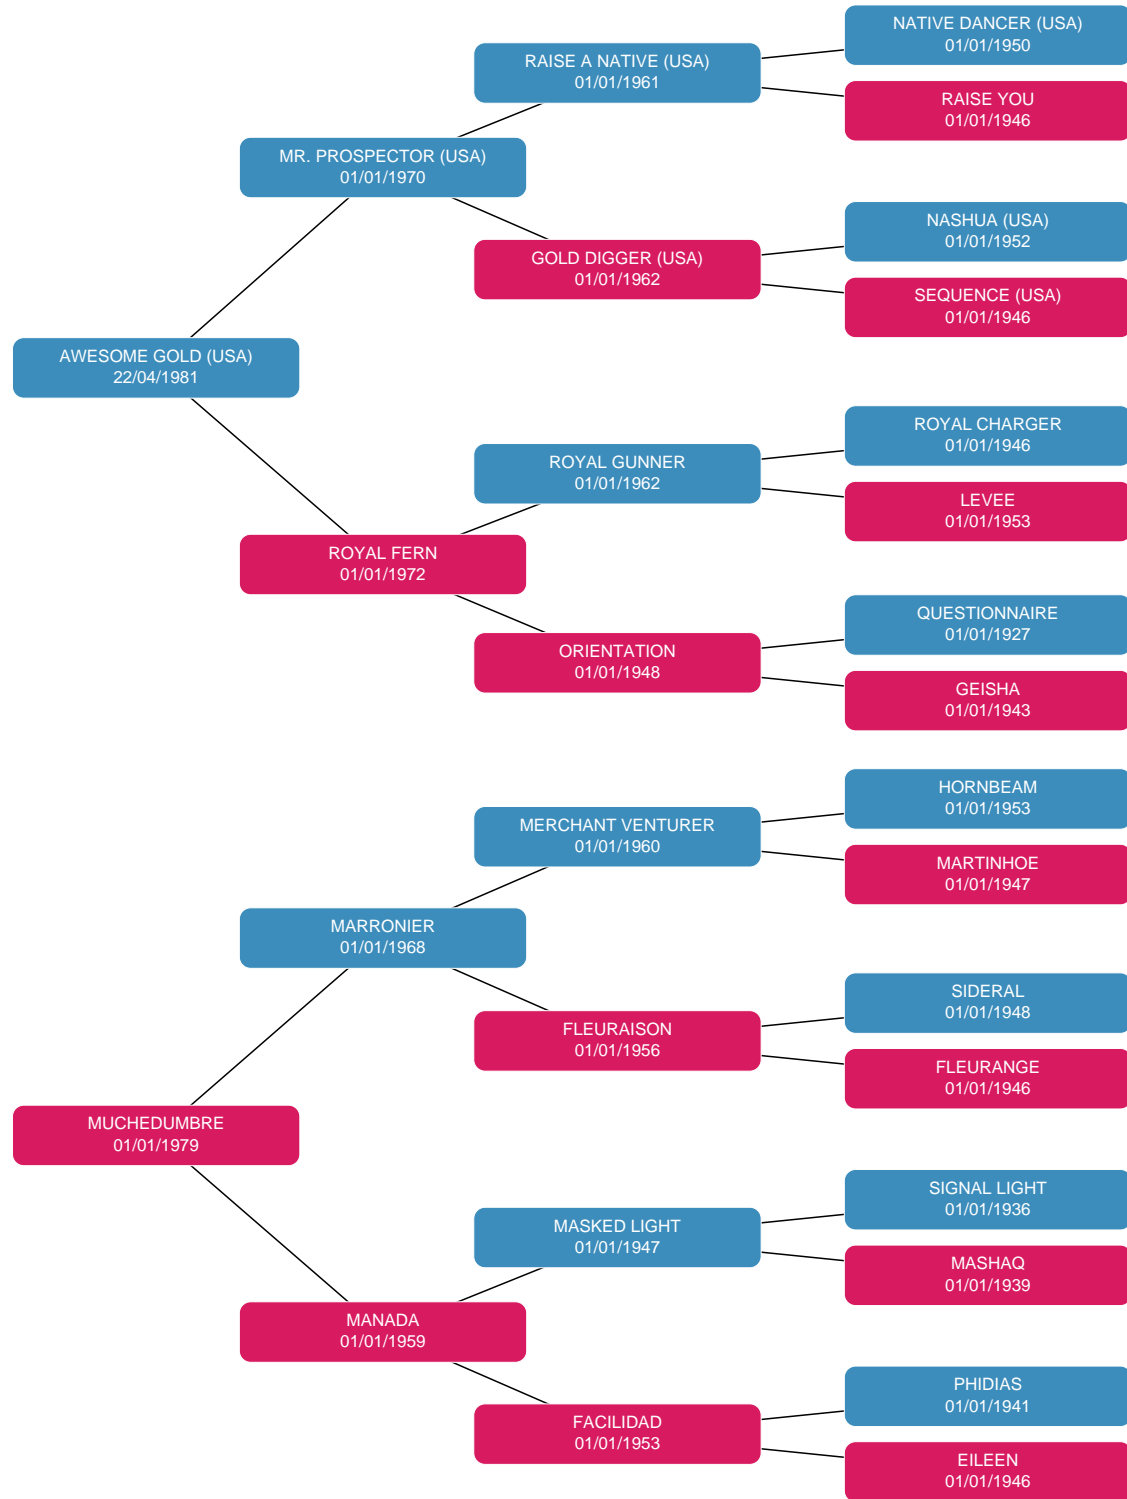 NATIVE DANCER (USA)
01/01/1950
RAISE A NATIVE (USA)
01/01/1961
RAISE YOU
01/01/1946
MR. PROSPECTOR (USA)
01/01/1970
NASHUA (USA)
01/01/1952
GOLD DIGGER (USA)
01/01/1962
SEQUENCE (USA)
01/01/1946
AWESOME GOLD (USA)
22/04/1981
ROYAL CHARGER
01/01/1946
ROYAL GUNNER
01/01/1962
LEVEE
01/01/1953
ROYAL FERN
01/01/1972
QUESTIONNAIRE
01/01/1927
ORIENTATION
01/01/1948
GEISHA
01/01/1943
HORNBEAM
01/01/1953
MERCHANT VENTURER
01/01/1960
MARTINHOE
01/01/1947
MARRONIER
01/01/1968
SIDERAL
01/01/1948
FLEURAISON
01/01/1956
FLEURANGE
01/01/1946
MUCHEDUMBRE
01/01/1979
SIGNAL LIGHT
01/01/1936
MASKED LIGHT
01/01/1947
MASHAQ
01/01/1939
MANADA
01/01/1959
PHIDIAS
01/01/1941
FACILIDAD
01/01/1953
EILEEN
01/01/1946